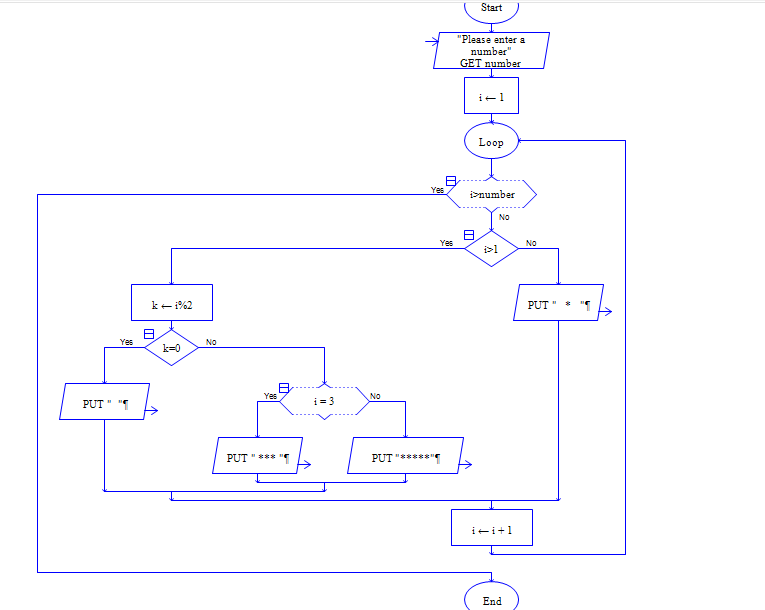 Start
"Please enter a
number"
GET number
i ← 1
Loop
Yes
i>number
No
Yes
i>1
No
k ← i%2
PUT "   *   "¶
Yes
k=0
No
Yes
i = 3
No
PUT "  "¶
PUT " *** "¶
PUT "*****"¶
i ← i + 1
End